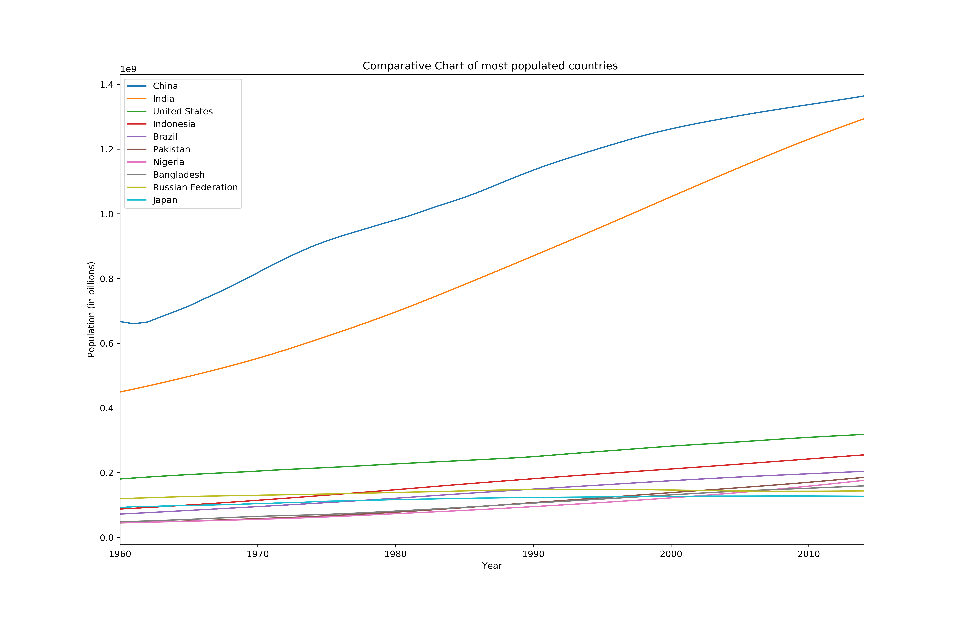 Comparative Chart of most populated countries
1e9
China
India
United States
Indonesia
Brazil
Pakistan
Nigeria
Bangladesh
Russian Federation
Japan
1.4
1.2
1.0
0.8
0.6
0.4
0.2
0.0
Population (in billions)
1960 1970 1980 1990 2000 2010
Year